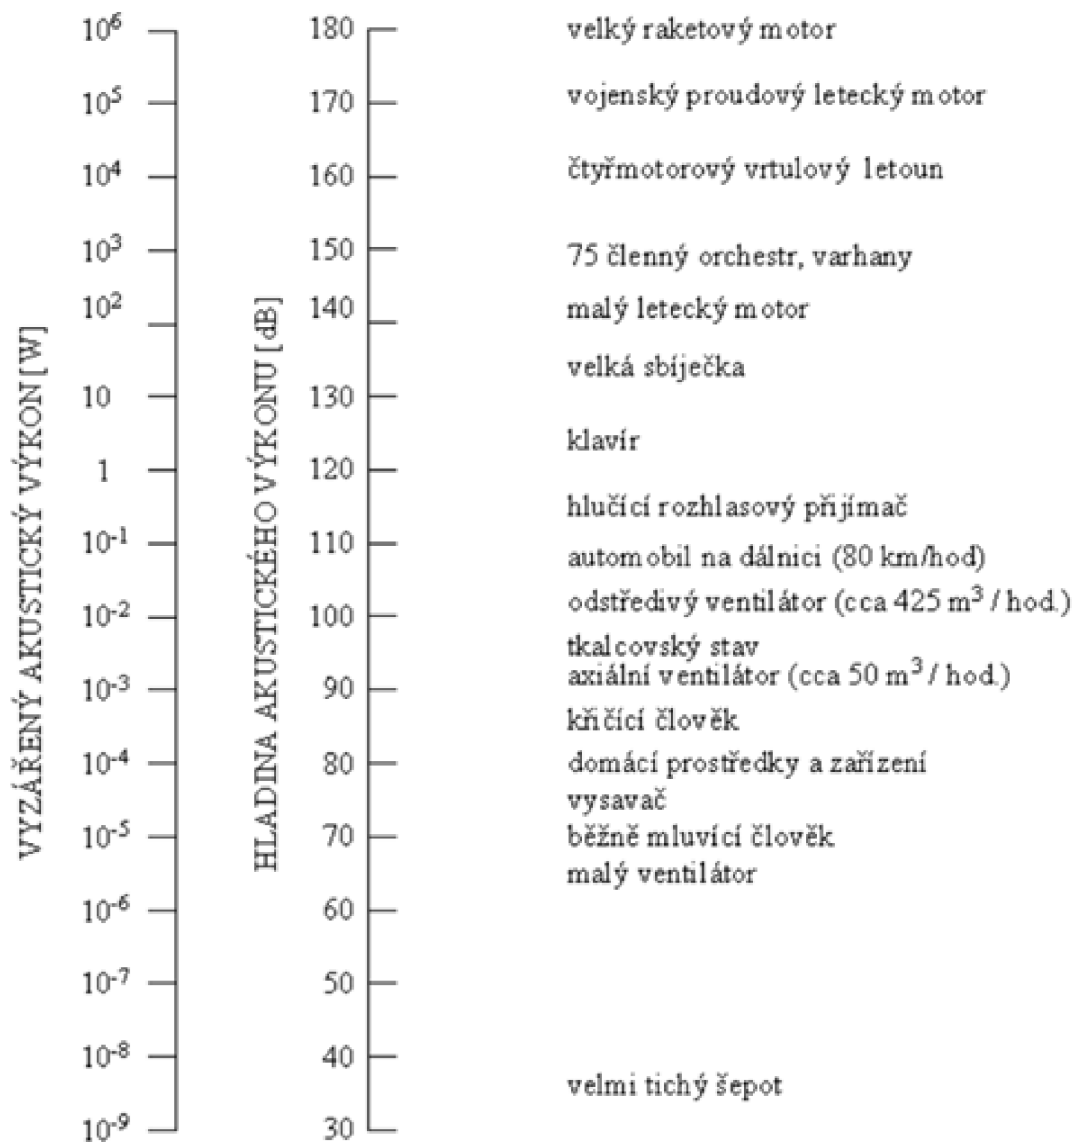 10⁶ 180 velký raketový motor
10⁵ 170 vojenský proudový letecký motor
10⁴ 160 čtyřmotorový vrtulový letoun
10³ 150 75 členný orchestr, varhany
10² 140 malý letecký motor
velká sbíječka
10 130
klavír
1 120
hlučící rozhlasový přijímač
10⁻¹ 110 automobil na dálnici (80 km/hod)
10⁻² 100 odstředivý ventilátor (cca 425 m³ / hod.)
tkalcovský stav
10⁻³ 90 axiální ventilátor (cca 50 m³ / hod.)
křičící člověk
10⁻⁴ 80 domácí prostředky a zařízení
vysavač
10⁻⁵ 70 běžně mluvící člověk
malý ventilátor
10⁻⁶ 60
10⁻⁷ 50
10⁻⁸ 40
velmi tichý šepot
10⁻⁹ 30
VYZÁŘENÝ AKUSTICKÝ VÝKON [W]
HLADINA AKUSTICKÉHO VÝKONU [dB]